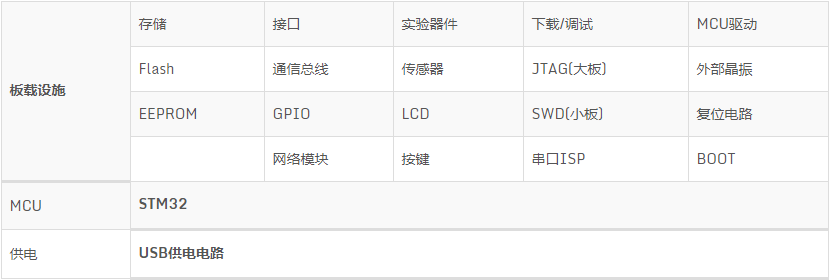 存储 接口 实验器件 下载/调试 MCU驱动
板载设施 Flash 通信总线 传感器 JTAG(大板) 外部晶振
EEPROM GPIO LCD SWD(小板) 复位电路
网络模块 按键 串口ISP BOOT
MCU STM32
供电 USB供电电路